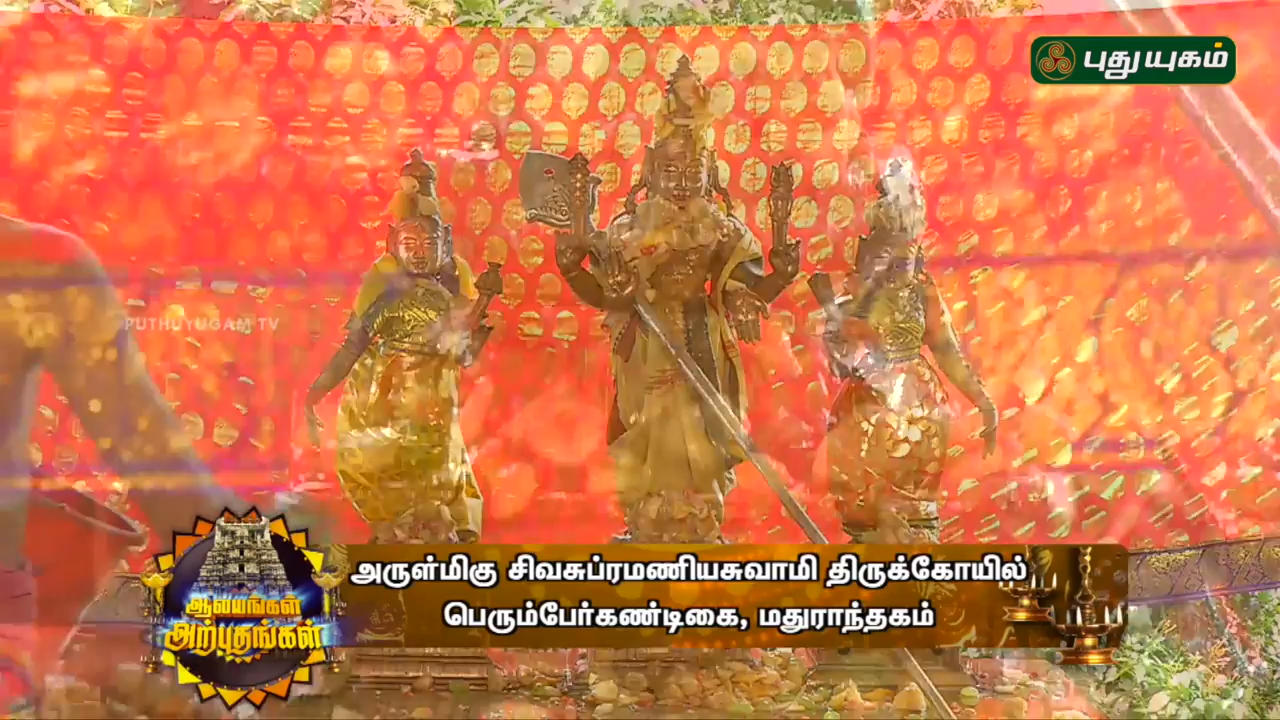 புதுயுகம்
PUTHUYUGAM TV
ஆலயங்கள்
அற்புதங்கள்
அருள்மிகு சிவசுப்ரமணியசுவாமி திருக்கோயில்
பெரும்பேர்கண்டிகை, மதுராந்தகம்